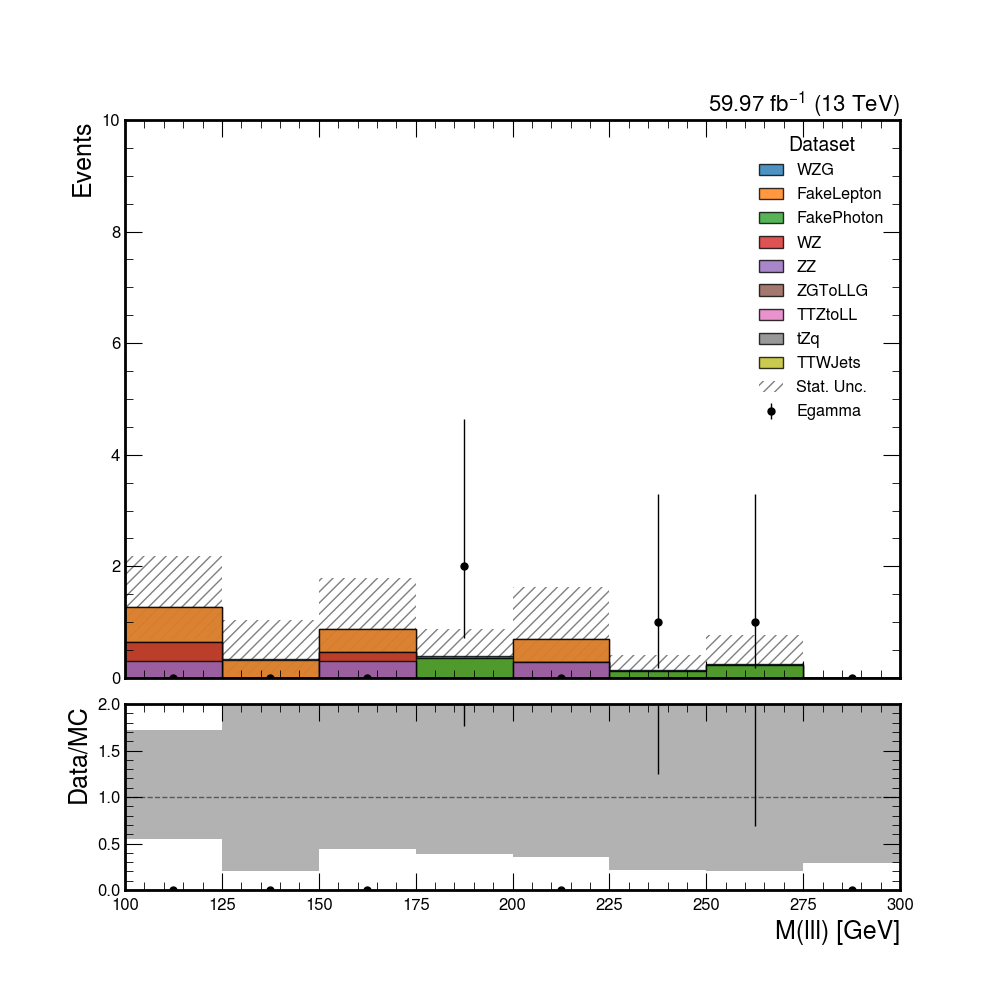 59.97 fb⁻¹ (13 TeV)
Events
10
8
6
4
2
0
Dataset
WZG
FakeLepton
FakePhoton
WZ
ZZ
ZGToLLG
TTZtoLL
tZq
TTWJets
Stat. Unc.
Egamma
Data/MC
2.0
1.5
1.0
0.5
0.0
100 125 150 175 200 225 250 275 300
M(lll) [GeV]